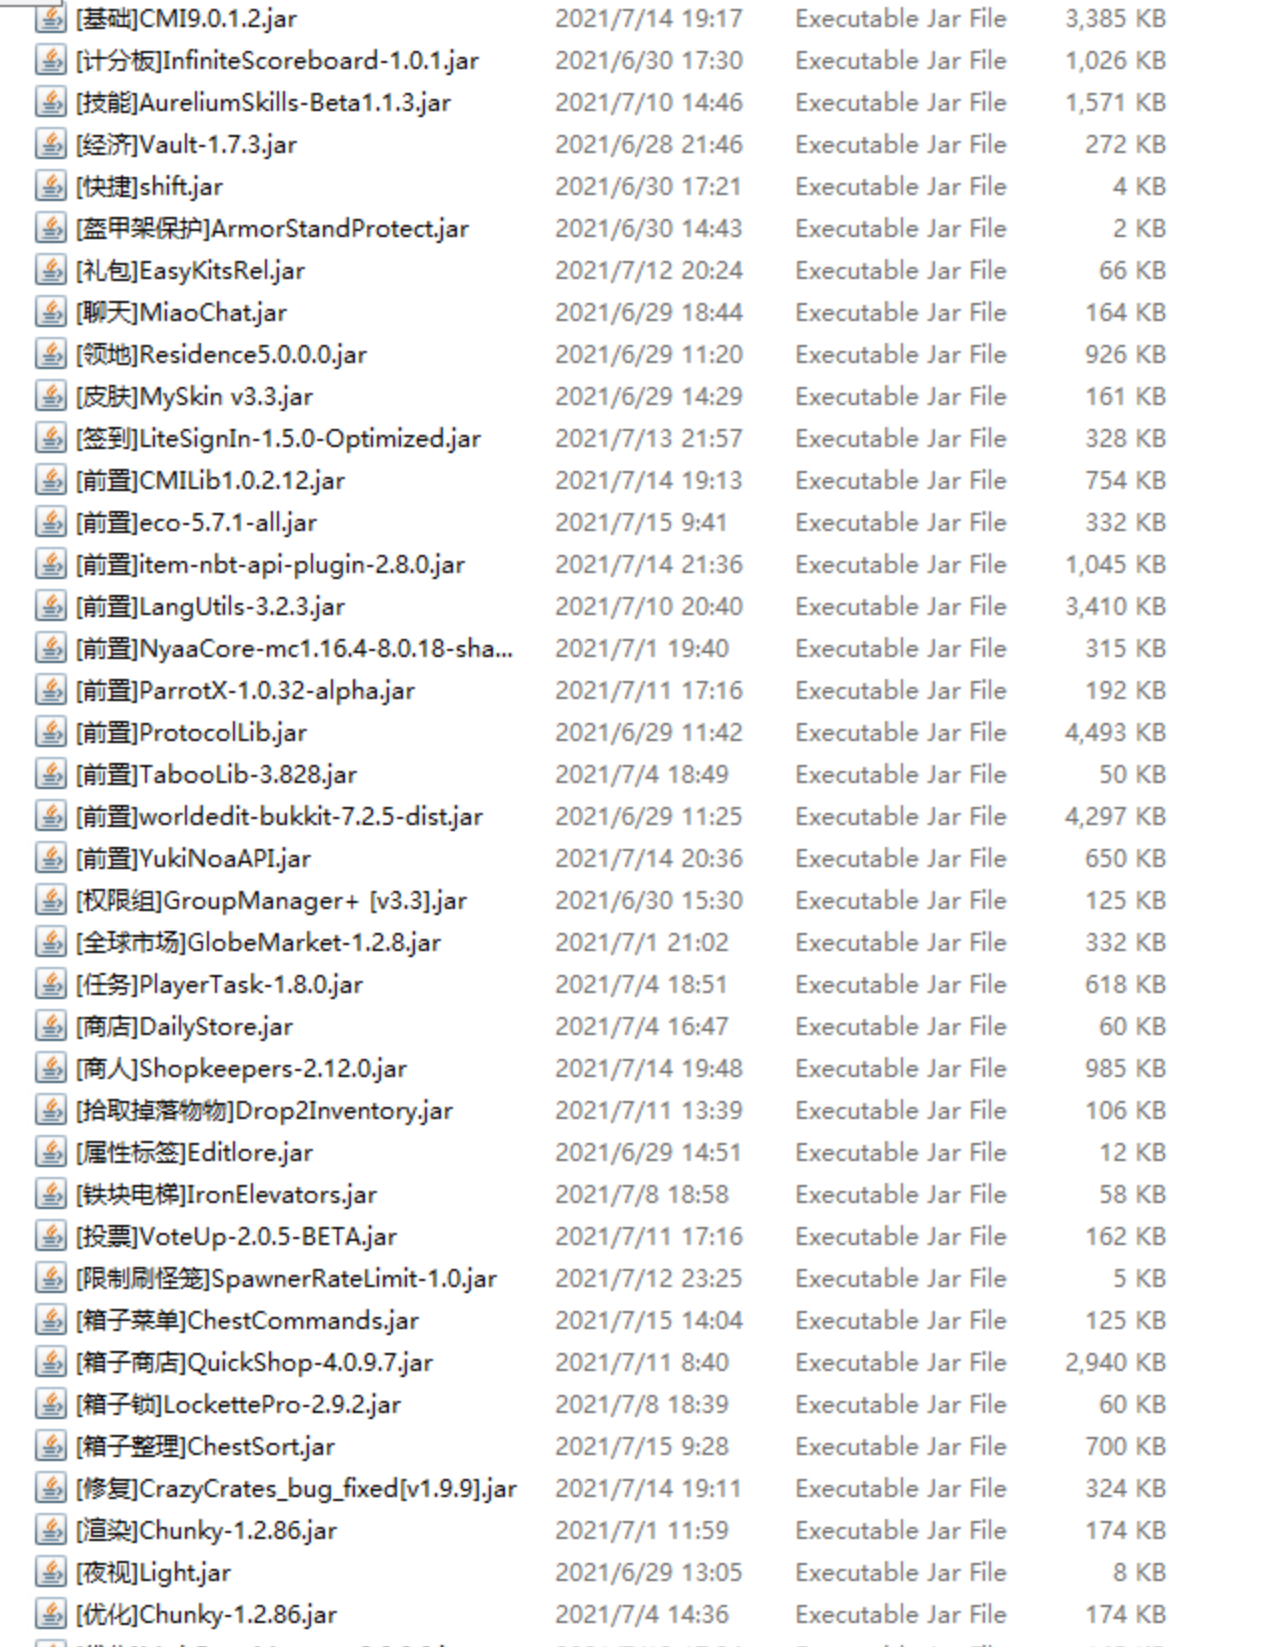 [基础]CMI9.0.1.2.jar 2021/7/14 19:17 Executable Jar File 3,385 KB
[计分板]InfiniteScoreboard-1.0.1.jar 2021/6/30 17:30 Executable Jar File 1,026 KB
[技能]AureliumSkills-Beta1.1.3.jar 2021/7/10 14:46 Executable Jar File 1,571 KB
[经济]Vault-1.7.3.jar 2021/6/28 21:46 Executable Jar File 272 KB
[快捷]shift.jar 2021/6/30 17:21 Executable Jar File 4 KB
[盔甲架保护]ArmorStandProtect.jar 2021/6/30 14:43 Executable Jar File 2 KB
[礼包]EasyKitsRel.jar 2021/7/12 20:24 Executable Jar File 66 KB
[聊天]MiaoChat.jar 2021/6/29 18:44 Executable Jar File 164 KB
[领地]Residence5.0.0.0.jar 2021/6/29 11:20 Executable Jar File 926 KB
[皮肤]MySkin v3.3.jar 2021/6/29 14:29 Executable Jar File 161 KB
[签到]LiteSignIn-1.5.0-Optimized.jar 2021/7/13 21:57 Executable Jar File 328 KB
[前置]CMILib1.0.2.12.jar 2021/7/14 19:13 Executable Jar File 754 KB
[前置]eco-5.7.1-all.jar 2021/7/15 9:41 Executable Jar File 332 KB
[前置]item-nbt-api-plugin-2.8.0.jar 2021/7/14 21:36 Executable Jar File 1,045 KB
[前置]LangUtils-3.2.3.jar 2021/7/10 20:40 Executable Jar File 3,410 KB
[前置]NyaaCore-mc1.16.4-8.0.18-sha... 2021/7/1 19:40 Executable Jar File 315 KB
[前置]ParrotX-1.0.32-alpha.jar 2021/7/11 17:16 Executable Jar File 192 KB
[前置]ProtocolLib.jar 2021/6/29 11:42 Executable Jar File 4,493 KB
[前置]TabooLib-3.828.jar 2021/7/4 18:49 Executable Jar File 50 KB
[前置]worldedit-bukkit-7.2.5-dist.jar 2021/6/29 11:25 Executable Jar File 4,297 KB
[前置]YukiNoaAPI.jar 2021/7/14 20:36 Executable Jar File 650 KB
[权限组]GroupManager+ [v3.3].jar 2021/6/30 15:30 Executable Jar File 125 KB
[全球市场]GlobeMarket-1.2.8.jar 2021/7/1 21:02 Executable Jar File 332 KB
[任务]PlayerTask-1.8.0.jar 2021/7/4 18:51 Executable Jar File 618 KB
[商店]DailyStore.jar 2021/7/4 16:47 Executable Jar File 60 KB
[商人]Shopkeepers-2.12.0.jar 2021/7/14 19:48 Executable Jar File 985 KB
[拾取掉落物物]Drop2Inventory.jar 2021/7/11 13:39 Executable Jar File 106 KB
[属性标签]Editlore.jar 2021/6/29 14:51 Executable Jar File 12 KB
[铁块电梯]IronElevators.jar 2021/7/8 18:58 Executable Jar File 58 KB
[投票]VoteUp-2.0.5-BETA.jar 2021/7/11 17:16 Executable Jar File 162 KB
[限制刷怪笼]SpawnerRateLimit-1.0.jar 2021/7/12 23:25 Executable Jar File 5 KB
[箱子菜单]ChestCommands.jar 2021/7/15 14:04 Executable Jar File 125 KB
[箱子商店]QuickShop-4.0.9.7.jar 2021/7/11 8:40 Executable Jar File 2,940 KB
[箱子锁]LockettePro-2.9.2.jar 2021/7/8 18:39 Executable Jar File 60 KB
[箱子整理]ChestSort.jar 2021/7/15 9:28 Executable Jar File 700 KB
[修复]CrazyCrates_bug_fixed[v1.9.9].jar 2021/7/14 19:11 Executable Jar File 324 KB
[渲染]Chunky-1.2.86.jar 2021/7/1 11:59 Executable Jar File 174 KB
[夜视]Light.jar 2021/6/29 13:05 Executable Jar File 8 KB
[优化]Chunky-1.2.86.jar 2021/7/4 14:36 Executable Jar File 174 KB